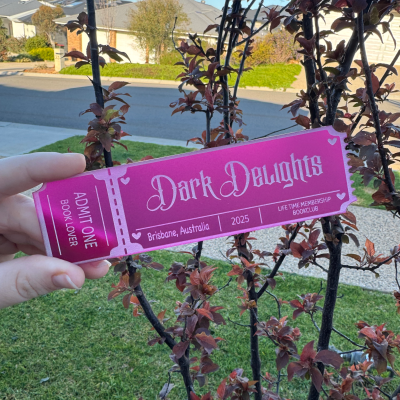 ADMIT ONE
BOOK LOVER
Dark Delights
Brisbane, Australia
2025
LIFE TIME MEMBERSHIP
BOOKCLUB